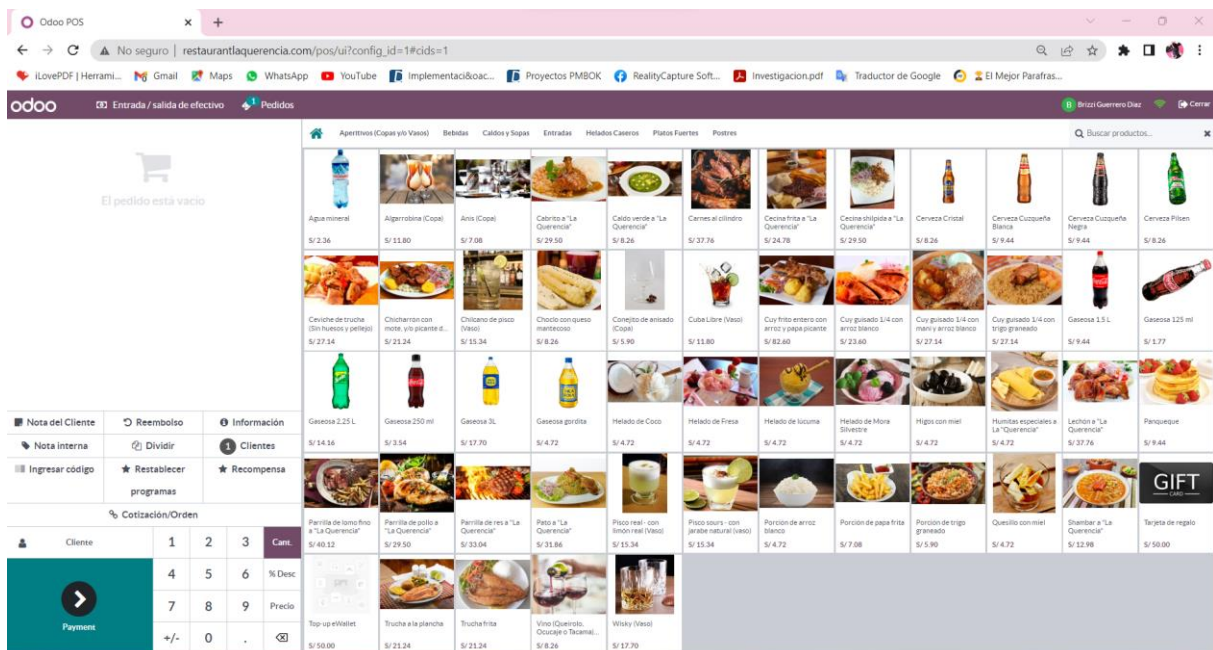 Odoo POS
No seguro | restaurantlaquerencia.com/pos/ui?config_id=1#cids=1
iLovePDF | Herrami... Gmail Maps WhatsApp YouTube Implementaci&oac... Proyectos PMBOK RealityCapture Soft... Investigacion.pdf Traductor de Google El Mejor Parafras...
odoo Entrada / salida de efectivo 1 Pedidos B Brizzi Guerrero Diaz Cerrar
Aperitivos (Copas y/o Vasos) Bebidas Caldos y Sopas Entradas Helados Caseros Platos Fuertes Postres Buscar productos...
El pedido está vacío
Agua mineral
S/ 2.36
Algarrobina (Copa)
S/ 11.80
Anis (Copa)
S/ 7.08
Cabrito a "La
Querencia"
S/ 29.50
Caldo verde a "La
Querencia"
S/ 8.26
Carnes al cilindro
S/ 37.76
Cecina frita a "La
Querencia"
S/ 24.78
Cecina shilpida a "La
Querencia"
S/ 29.50
Cerveza Cristal
S/ 8.26
Cerveza Cuzqueña
Blanca
S/ 9.44
Cerveza Cuzqueña
Negra
S/ 9.44
Cerveza Pilsen
S/ 8.26
Ceviche de trucha
(Sin huesos y pellejo)
S/ 27.14
Chicharrón con
mote, y/o picante d...
S/ 21.24
Chilcano de pisco
(Vaso)
S/ 15.34
Choclo con queso
mantecoso
S/ 8.26
Conejito de anisado
(Copa)
S/ 5.90
Cuba Libre (Vaso)
S/ 11.80
Cuy frito entero con
arroz y papa picante
S/ 82.60
Cuy guisado 1/4 con
arroz blanco
S/ 23.60
Cuy guisado 1/4 con
mani y arroz blanco
S/ 27.14
Cuy guisado 1/4 con
trigo graneado
S/ 27.14
Gaseosa 1.5 L
S/ 9.44
Gaseosa 125 ml
S/ 1.77
Gaseosa 2,25 L
S/ 14.16
Gaseosa 250 ml
S/ 3.54
Gaseosa 3L
S/ 17.70
Gaseosa gordita
S/ 4.72
Helado de Coco
S/ 4.72
Helado de Fresa
S/ 4.72
Helado de lúcuma
S/ 4.72
Helado de Mora
Silvestre
S/ 4.72
Higos con miel
S/ 4.72
Humitas especiales a
La "Querencia"
S/ 4.72
Lechón a "La
Querencia"
S/ 37.76
Panqueque
S/ 9.44
Parrilla de lomo fino
a "La Querencia"
S/ 40.12
Parrilla de pollo a
"La Querencia"
S/ 29.50
Parrilla de res a "La
Querencia"
S/ 33.04
Pato a "La
Querencia"
S/ 31.86
Pisco real - con
limón real (Vaso)
S/ 15.34
Pisco sours - con
jarabe natural (vaso)
S/ 15.34
Porción de arroz
blanco
S/ 4.72
Porción de papa frita
S/ 7.08
Porción de trigo
graneado
S/ 5.90
Quesillo con miel
S/ 4.72
Shambar a "La
Querencia"
S/ 12.98
GIFT
CARD
Tarjeta de regalo
S/ 50.00
Top-up eWallet
S/ 50.00
Trucha a la plancha
S/ 21.24
Trucha frita
S/ 21.24
Vino (Queirolo,
Ocucaje o Tacama)...
S/ 8.26
Wisky (Vaso)
S/ 17.70
Nota del Cliente Reembolso Información
Nota interna Dividir 1 Clientes
Ingresar código Restablecer programas Recompensa
Cotización/Orden
Cliente 1 2 3 Cant.
4 5 6 % Desc
7 8 9 Precio
Payment
+/- 0 .